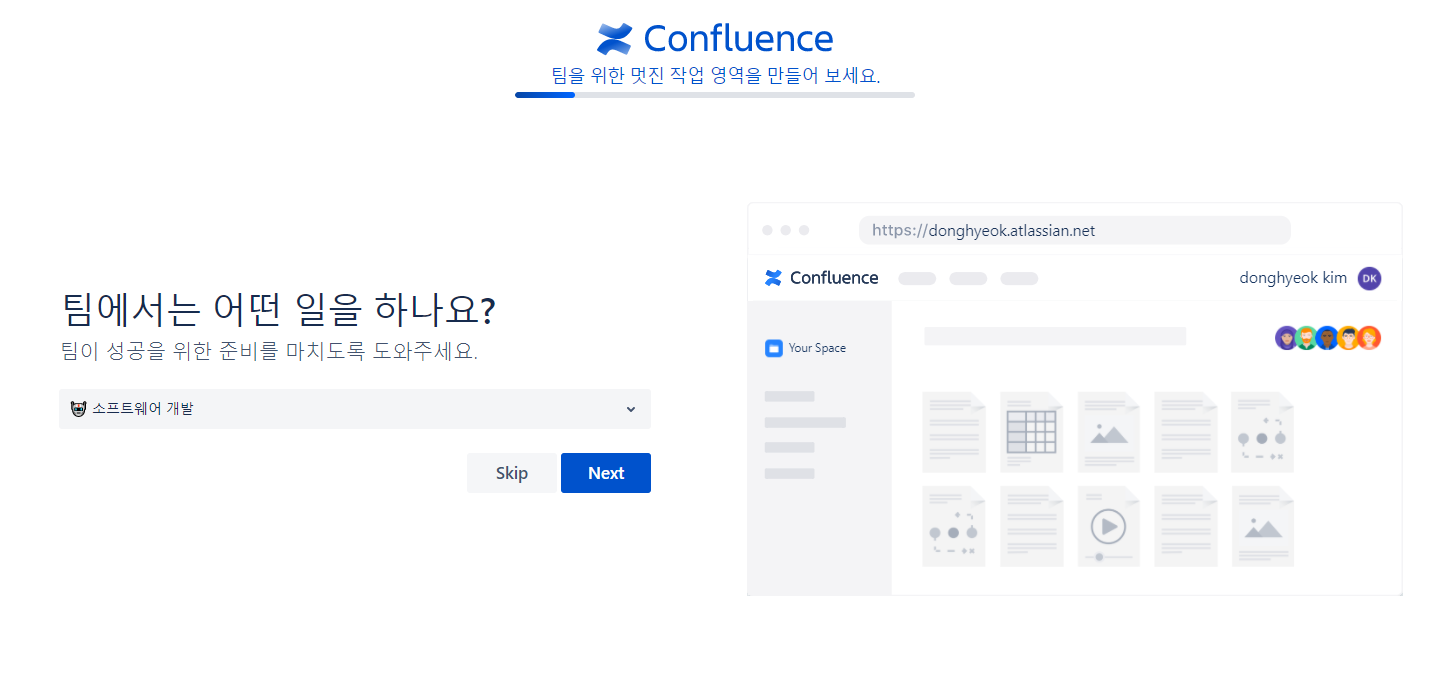 Confluence
팀을 위한 멋진 작업 영역을 만들어 보세요.
팀에서는 어떤 일을 하나요?
팀이 성공을 위한 준비를 마치도록 도와주세요.
소프트웨어 개발
Skip
Next
https://donghyeok.atlassian.net
Confluence
donghyeok kim
DK
Your Space